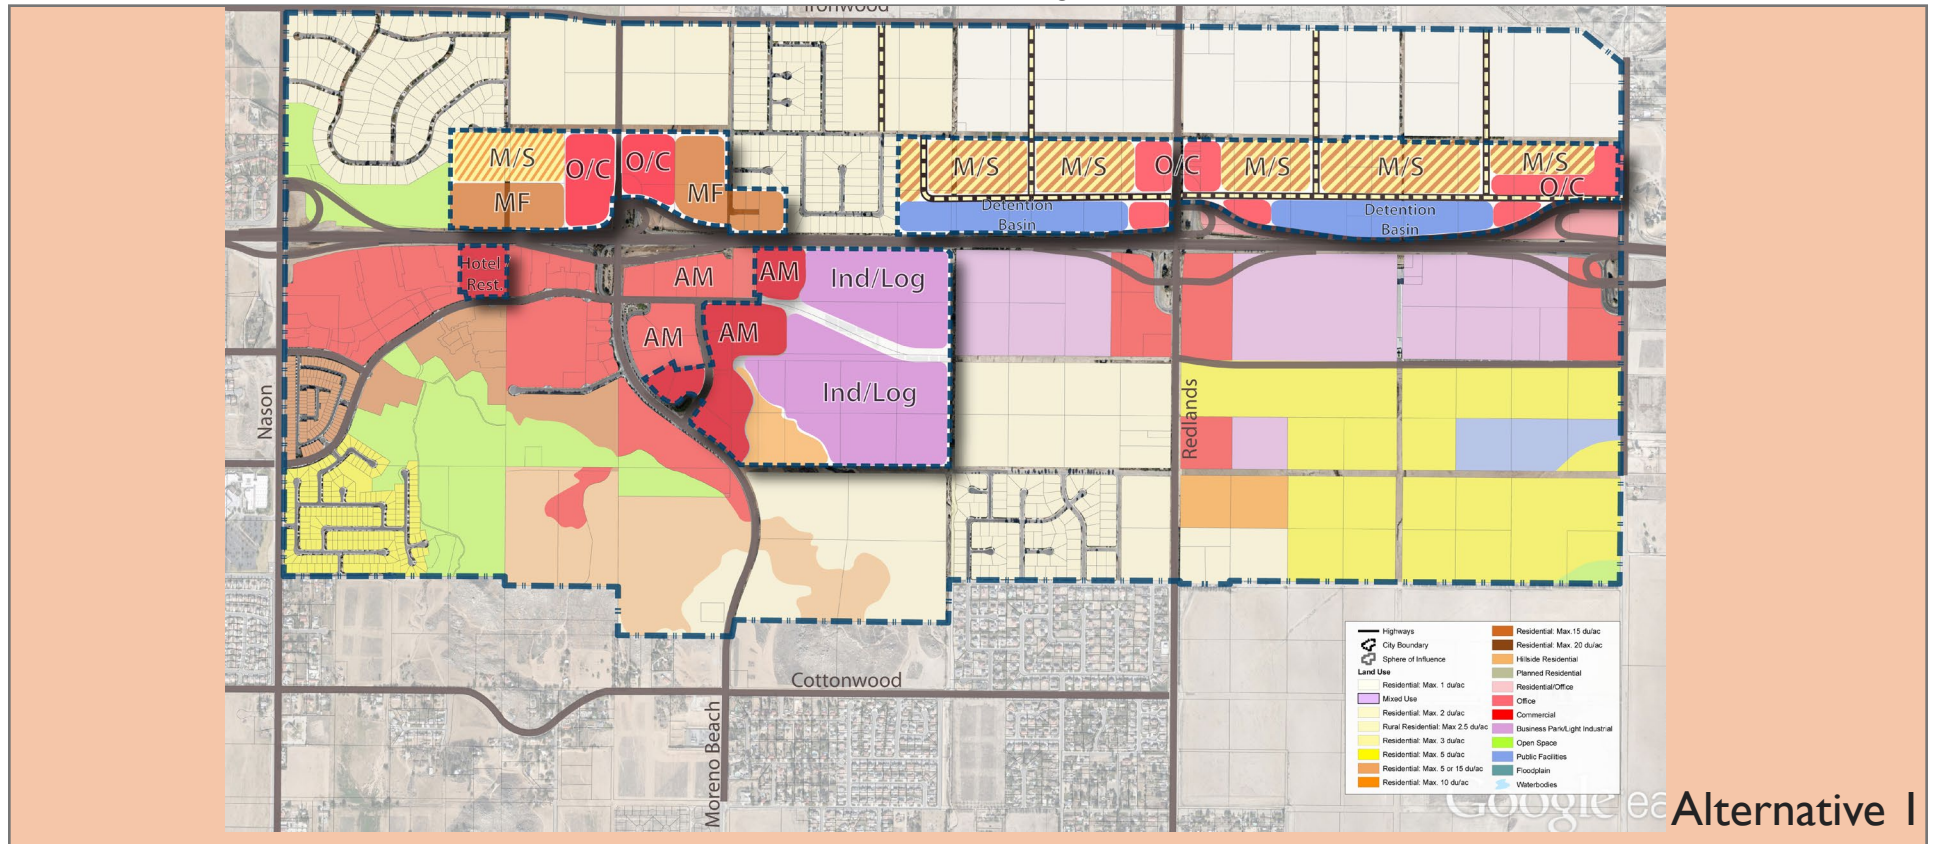 Ironwood
M/S
O/C
O/C
MF
MF
M/S
M/S
O/C
M/S
M/S
M/S
O/C
Detention
Basin
Detention
Basin
Hotel
Rest.
AM
AM
Ind/Log
AM
AM
Ind/Log
Nason
Redlands
Cottonwood
Moreno Beach
Highways
City Boundary
Sphere of Influence
Land Use
Residential: Max. 1 du/ac
Mixed Use
Residential: Max. 2 du/ac
Rural Residential: Max 2.5 du/ac
Residential: Max. 3 du/ac
Residential: Max. 5 du/ac
Residential: Max. 5 or 15 du/ac
Residential: Max. 10 du/ac
Residential: Max.15 du/ac
Residential: Max. 20 du/ac
Hillside Residential
Planned Residential
Residential/Office
Office
Commercial
Business Park/Light Industrial
Open Space
Public Facilities
Floodplain
Waterbodies
Google ea
Alternative 1